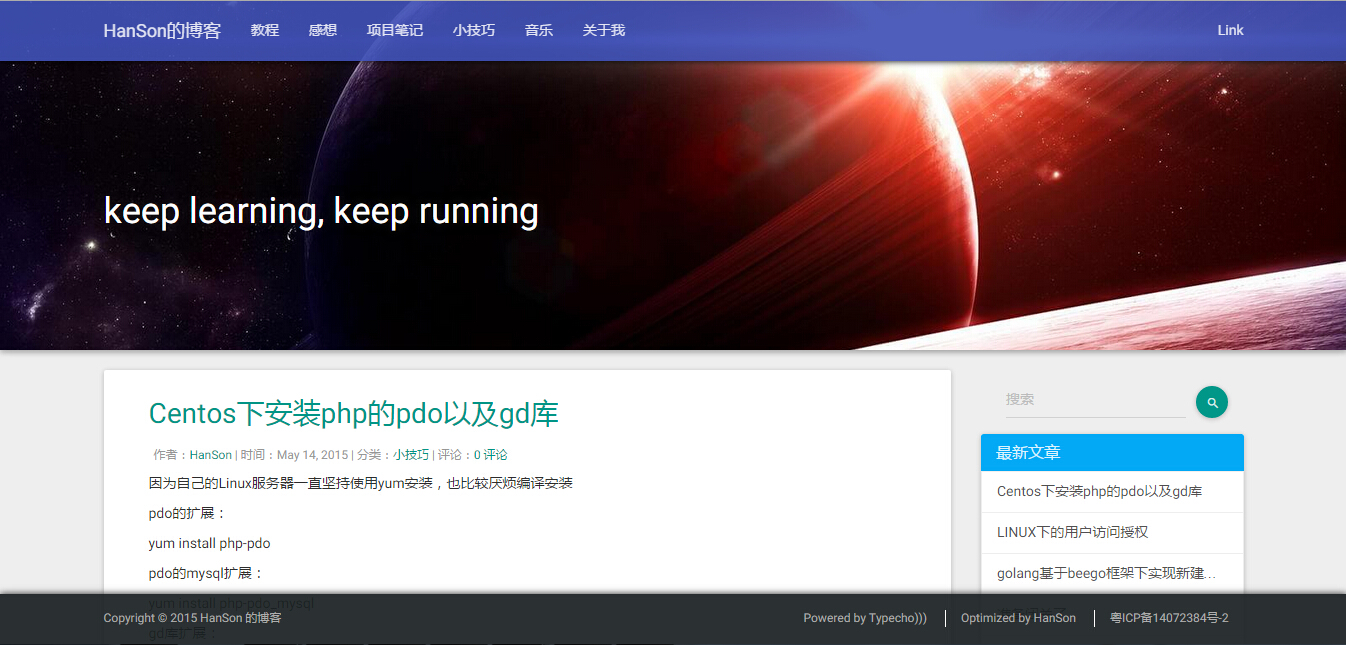 HanSon的博客 教程 感想 项目笔记 小技巧 音乐 关于我 Link
keep learning, keep running
Centos下安装php的pdo以及gd库
作者：HanSon | 时间：May 14, 2015 | 分类：小技巧 | 评论：0 评论
因为自己的Linux服务器一直坚持使用yum安装，也比较厌烦编译安装
pdo的扩展：
yum install php-pdo
pdo的mysql扩展：
yum install php-pdo_mysql
gd库扩展：
搜索
最新文章
Centos下安装php的pdo以及gd库
LINUX下的用户访问授权
golang基于beego框架下实现新建...
Copyright © 2015 HanSon 的博客 Powered by Typecho))) Optimized by HanSon 粤ICP备14072384号-2